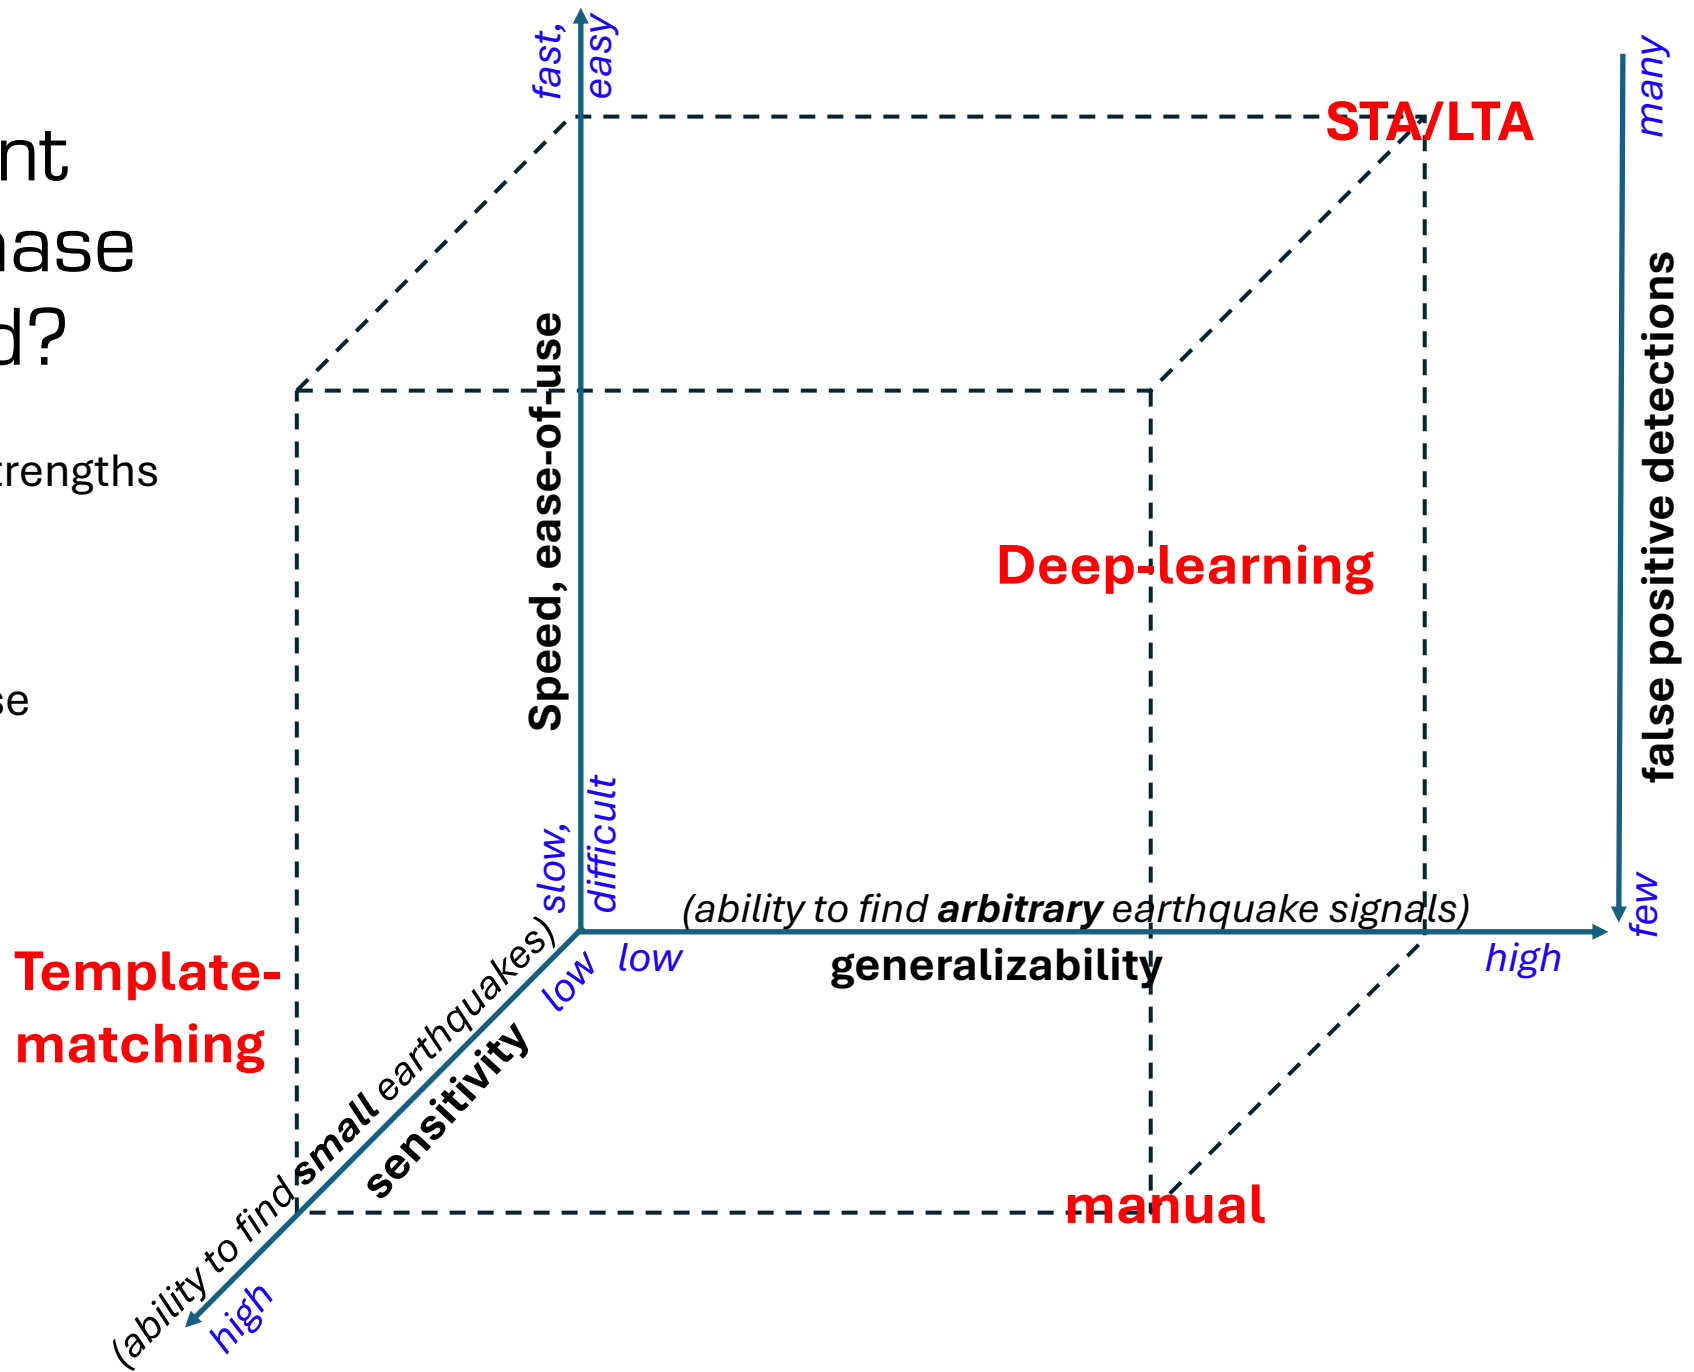 nt
ase
d?
trengths
se
fast,
easy
Speed, ease-of-use
slow,
difficult
STA/LTA
Deep-learning
many
false positive detections
few
(ability to find arbitrary earthquake signals)
low
generalizability
high
Template-
matching
(ability to find small earthquakes)
low
sensitivity
high
manual